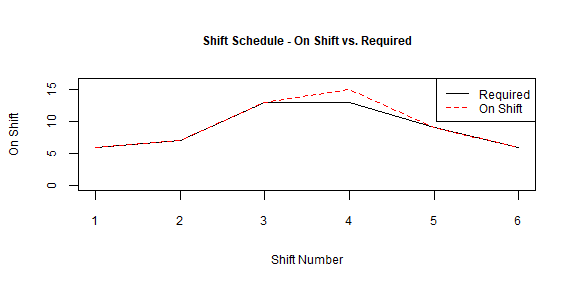 Shift Schedule - On Shift vs. Required
Required
On Shift
On Shift
15
10
5
0
1 2 3 4 5 6
Shift Number